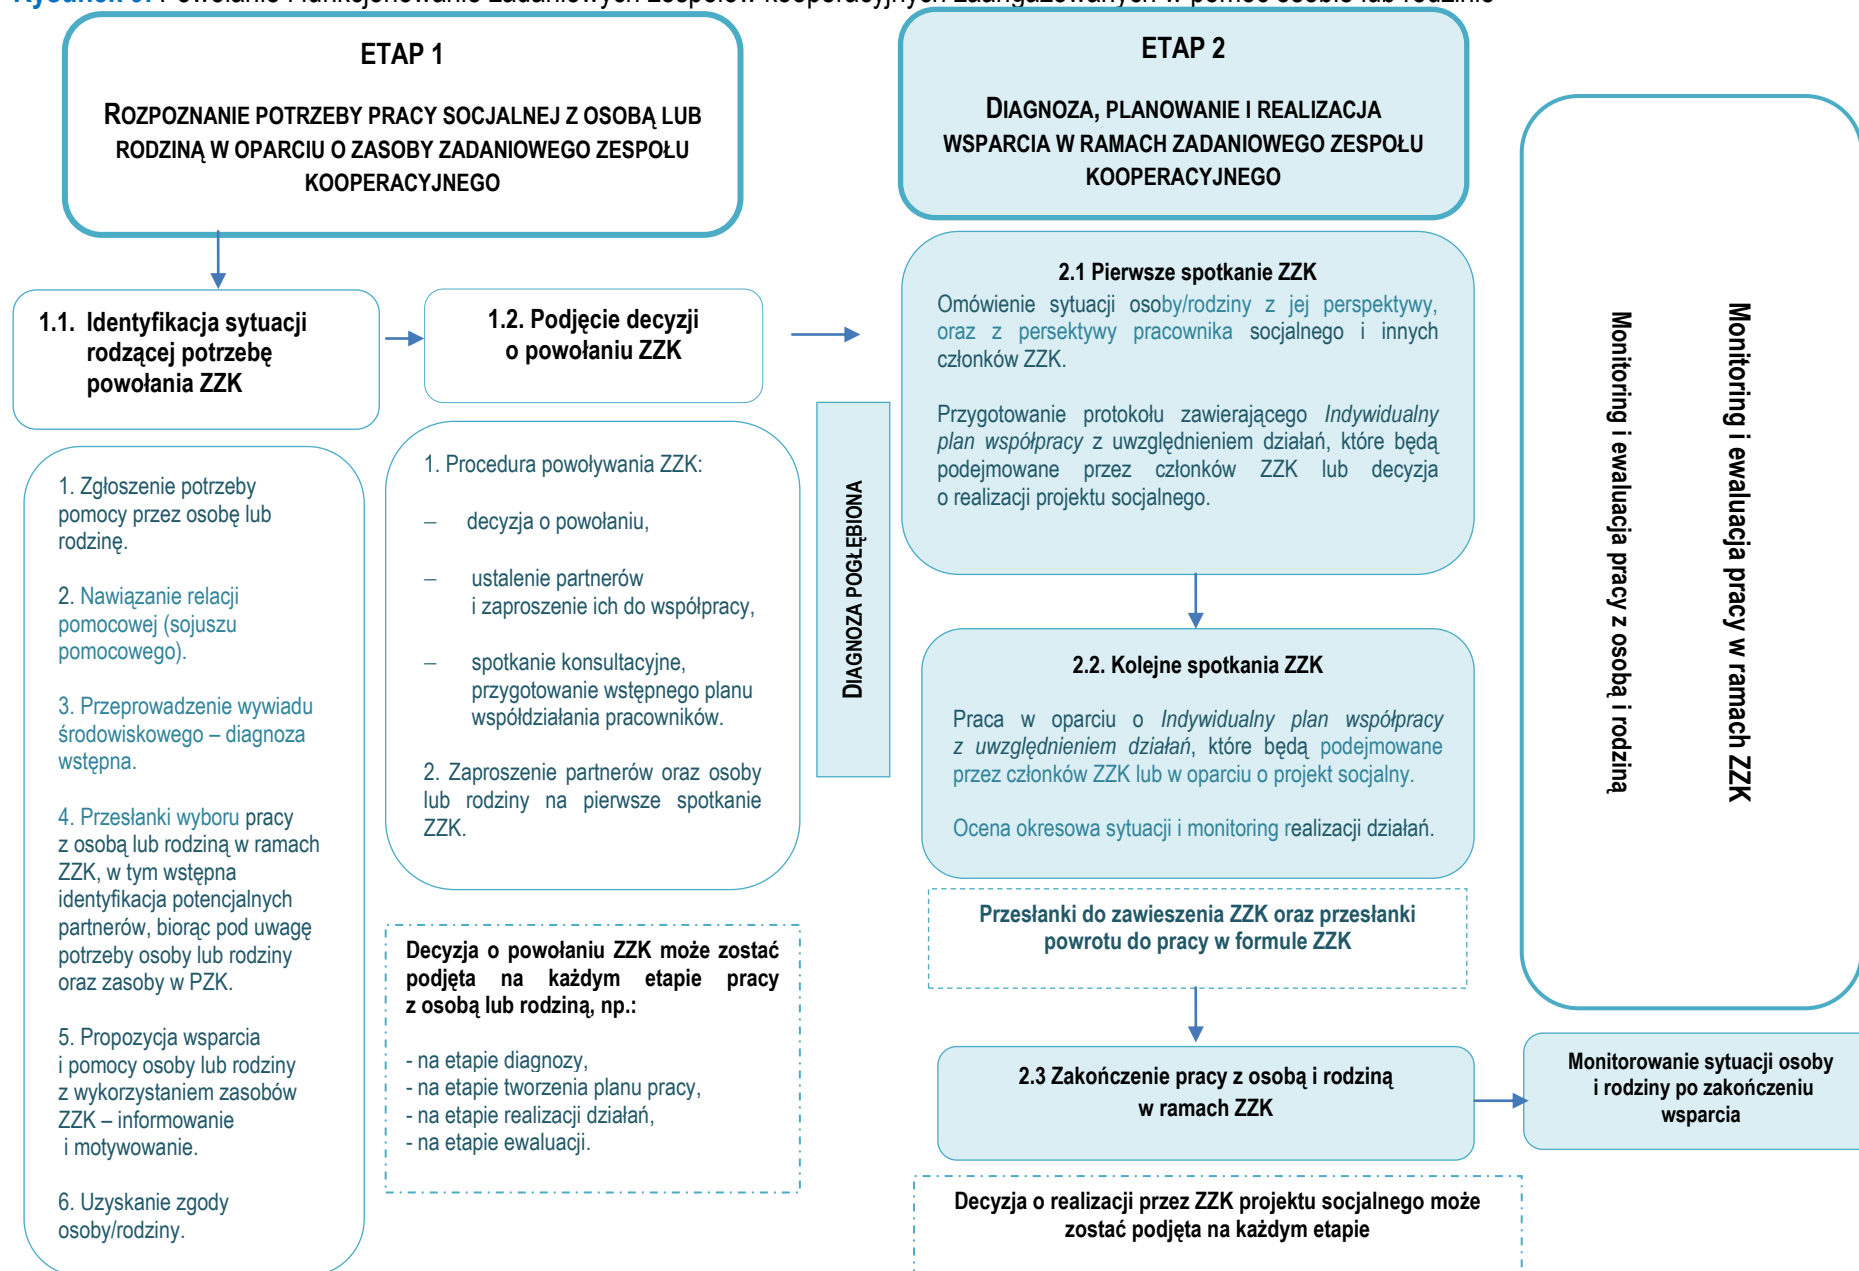 Rysunek 9. Powołanie i funkcjonowanie zadaniowych zespołów kooperacyjnych zaangażowanych w pomoc osobie lub rodzinie
ETAP 1
ROZPOZNANIE POTRZEBY PRACY SOCJALNEJ Z OSOBĄ LUB
RODZINĄ W OPARCIU O ZASOBY ZADANIOWEGO ZESPOŁU
KOOPERACYJNEGO
1.1. Identyfikacja sytuacji
rodzącej potrzebę
powołania ZZK
1. Zgłoszenie potrzeby
pomocy przez osobę lub
rodzinę.
2. Nawiązanie relacji
pomocowej (sojuszu
pomocowego).
3. Przeprowadzenie wywiadu
środowiskowego – diagnoza
wstępna.
4. Przesłanki wyboru pracy
z osobą lub rodziną w ramach
ZZK, w tym wstępna
identyfikacja potencjalnych
partnerów, biorąc pod uwagę
potrzeby osoby lub rodziny
oraz zasoby w PZK.
5. Propozycja wsparcia
i pomocy osoby lub rodziny
z wykorzystaniem zasobów
ZZK – informowanie
i motywowanie.
6. Uzyskanie zgody
osoby/rodziny.
1.2. Podjęcie decyzji
o powołaniu ZZK
1. Procedura powoływania ZZK:
– decyzja o powołaniu,
– ustalenie partnerów
i zaproszenie ich do współpracy,
– spotkanie konsultacyjne,
przygotowanie wstępnego planu
współdziałania pracowników.
2. Zaproszenie partnerów oraz osoby
lub rodziny na pierwsze spotkanie
ZZK.
Decyzja o powołaniu ZZK może zostać
podjęta na każdym etapie pracy
z osobą lub rodziną, np.:
- na etapie diagnozy,
- na etapie tworzenia planu pracy,
- na etapie realizacji działań,
- na etapie ewaluacji.
DIAGNOZA POGŁĘBIONA
ETAP 2
DIAGNOZA, PLANOWANIE I REALIZACJA
WSPARCIA W RAMACH ZADANIOWEGO ZESPOŁU
KOOPERACYJNEGO
2.1 Pierwsze spotkanie ZZK
Omówienie sytuacji osoby/rodziny z jej perspektywy,
oraz z persektywy pracownika socjalnego i innych
członków ZZK.
Przygotowanie protokołu zawierającego Indywidualny
plan współpracy z uwzględnieniem działań, które będą
podejmowane przez członków ZZK lub decyzja
o realizacji projektu socjalnego.
2.2. Kolejne spotkania ZZK
Praca w oparciu o Indywidualny plan współpracy
z uwzględnieniem działań, które będą podejmowane
przez członków ZZK lub w oparciu o projekt socjalny.
Ocena okresowa sytuacji i monitoring realizacji działań.
Przesłanki do zawieszenia ZZK oraz przesłanki
powrotu do pracy w formule ZZK
2.3 Zakończenie pracy z osobą i rodziną
w ramach ZZK
Decyzja o realizacji przez ZZK projektu socjalnego może
zostać podjęta na każdym etapie
Monitoring i ewaluacja pracy z osobą i rodziną
Monitoring i ewaluacja pracy w ramach ZZK
Monitorowanie sytuacji osoby
i rodziny po zakończeniu
wsparcia